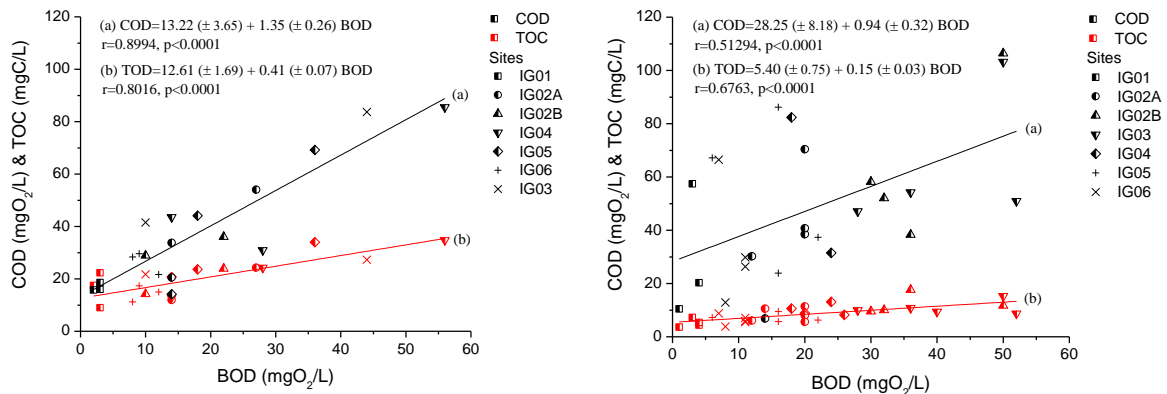 (a) COD=13.22 (± 3.65) + 1.35 (± 0.26) BOD
r=0.8994, p<0.0001
(b) TOD=12.61 (± 1.69) + 0.41 (± 0.07) BOD
r=0.8016, p<0.0001
COD (mgO2/L) & TOC (mgC/L)
120
100
80
60
40
20
0
(a)
(b)
0 10 20 30 40 50 60
BOD (mgO2/L)
COD
TOC
Sites
IG01
IG02A
IG02B
IG04
IG05
IG06
IG03
(a) COD=28.25 (± 8.18) + 0.94 (± 0.32) BOD
r=0.51294, p<0.0001
(b) TOD=5.40 (± 0.75) + 0.15 (± 0.03) BOD
r=0.6763, p<0.0001
COD (mgO2/L) & TOC (mgC/L)
120
100
80
60
40
20
0
(a)
(b)
0 10 20 30 40 50 60
BOD (mgO2/L)
COD
TOC
Sites
IG01
IG02A
IG02B
IG03
IG04
IG05
IG06